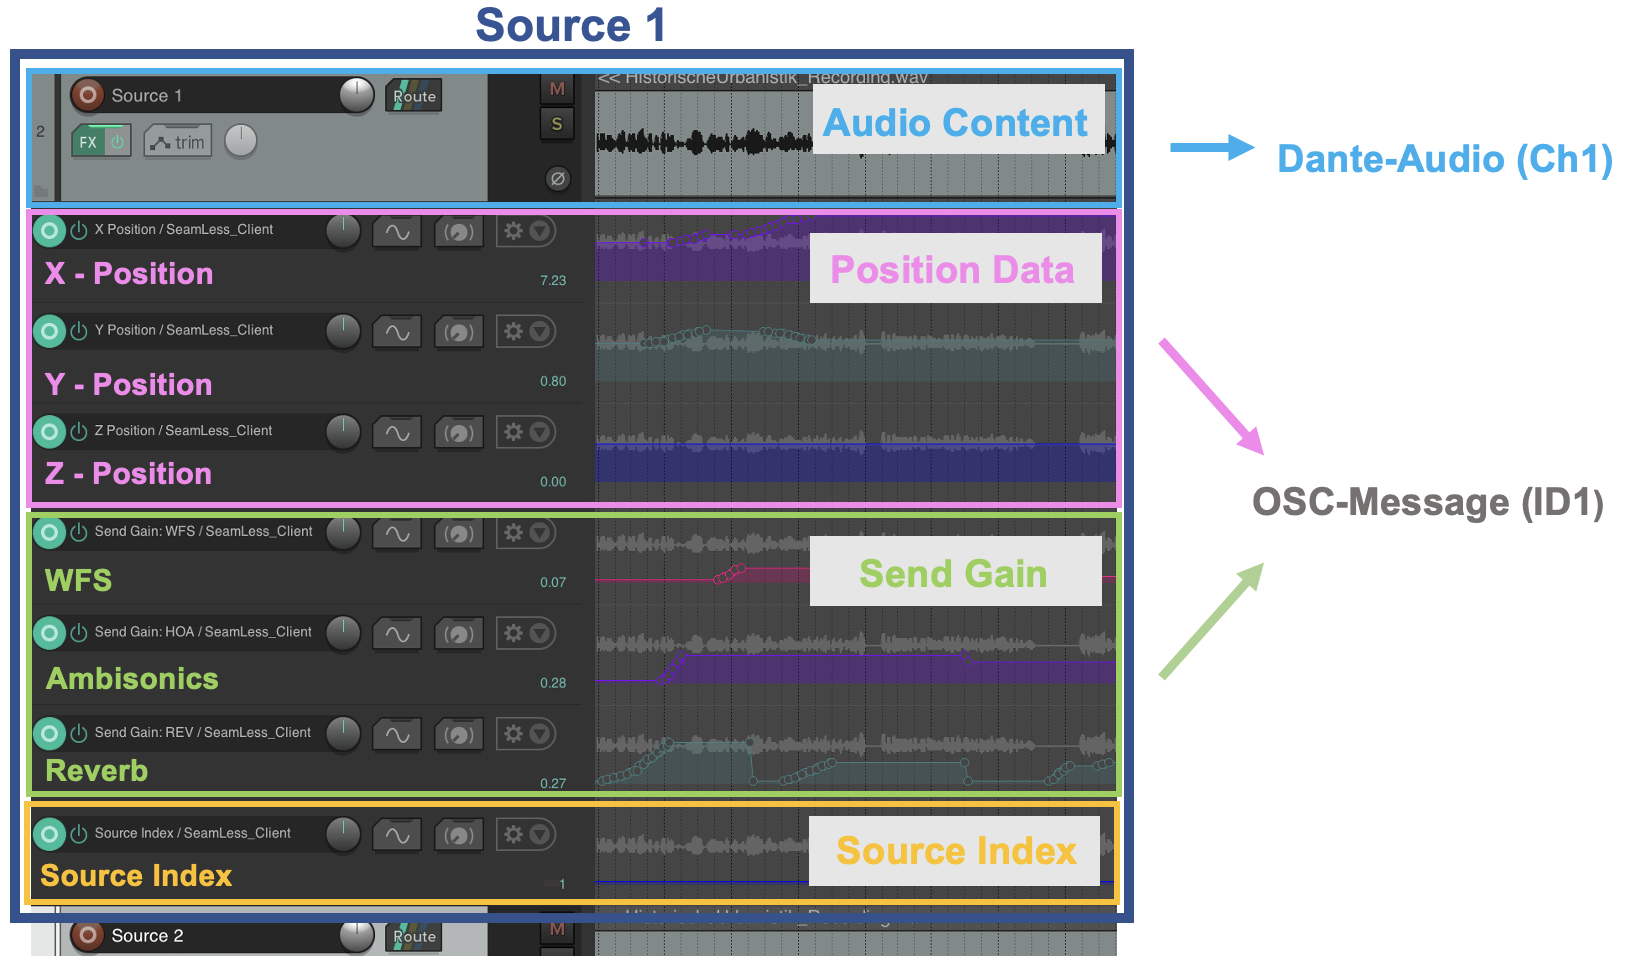 Source 1
<< HistorischeUrbanistik_Recording.wav
Source 1
Route
M
Audio Content
2
FX
trim
S
Dante-Audio (Ch1)
X Position / SeamLess_Client
X - Position
7.23
Position Data
Y Position / SeamLess_Client
Y - Position
0.80
Z Position / SeamLess_Client
Z - Position
0.00
OSC-Message (ID1)
Send Gain: WFS / SeamLess_Client
WFS
0.07
Send Gain
Send Gain: HOA / SeamLess_Client
Ambisonics
0.28
Send Gain: REV / SeamLess_Client
Reverb
0.27
Source Index / SeamLess_Client
Source Index
1
Source Index
Source 2
Route
M